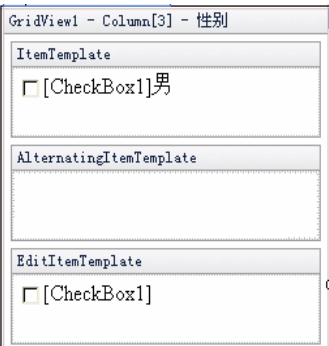 GridView1 - Column[3] - 性别
ItemTemplate
[CheckBox1]男
AlternatingItemTemplate
EditItemTemplate
[CheckBox1]